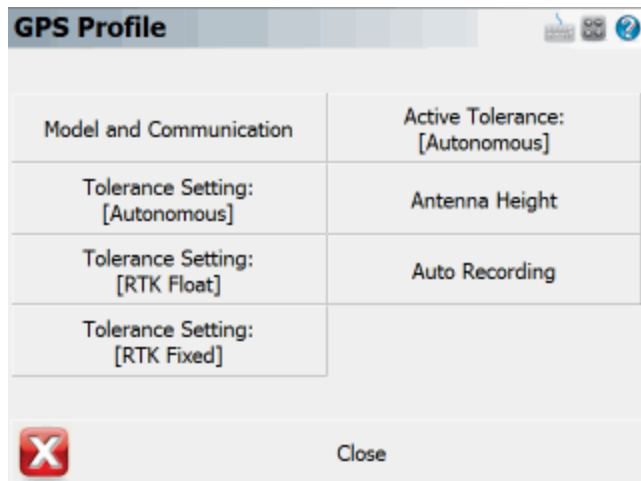 GPS Profile
Model and Communication
Active Tolerance:
[Autonomous]
Tolerance Setting:
[Autonomous]
Antenna Height
Tolerance Setting:
[RTK Float]
Auto Recording
Tolerance Setting:
[RTK Fixed]
Close